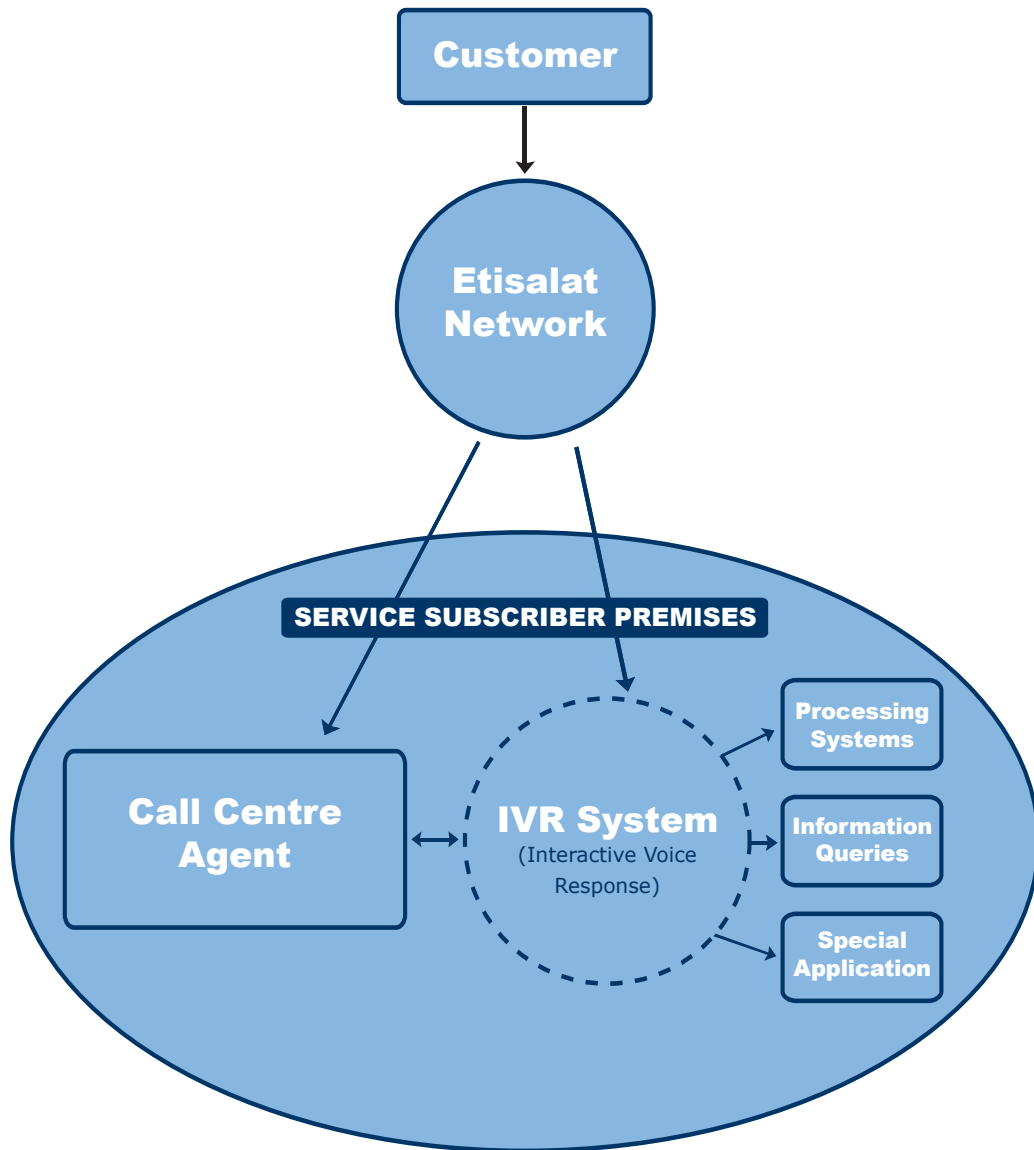 Customer
Etisalat
Network
SERVICE SUBSCRIBER PREMISES
Call Centre
Agent
IVR System
(Interactive Voice
Response)
Processing
Systems
Information
Queries
Special
Application